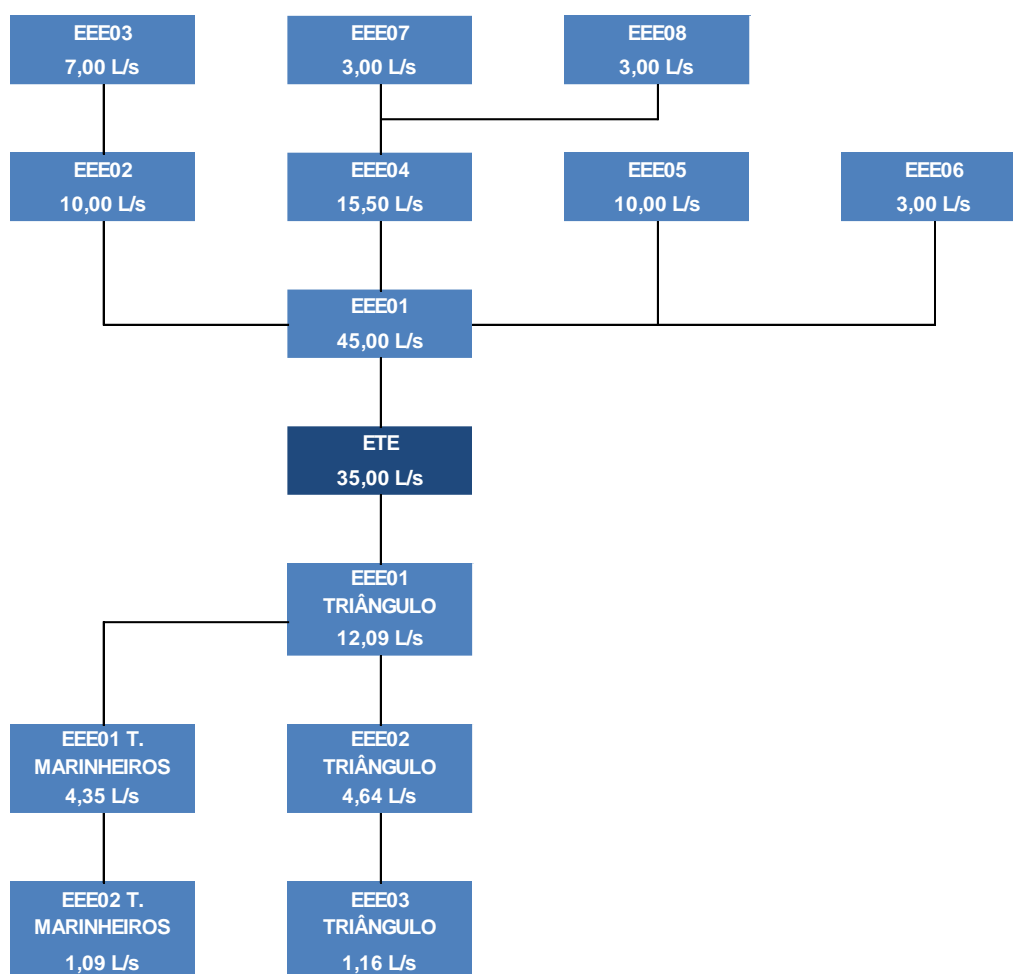 EEE03
7,00 L/s
EEE07
3,00 L/s
EEE08
3,00 L/s
EEE02
10,00 L/s
EEE04
15,50 L/s
EEE05
10,00 L/s
EEE06
3,00 L/s
EEE01
45,00 L/s
ETE
35,00 L/s
EEE01
TRIÂNGULO
12,09 L/s
EEE01 T.
MARINHEIROS
4,35 L/s
EEE02
TRIÂNGULO
4,64 L/s
EEE02 T.
MARINHEIROS
1,09 L/s
EEE03
TRIÂNGULO
1,16 L/s